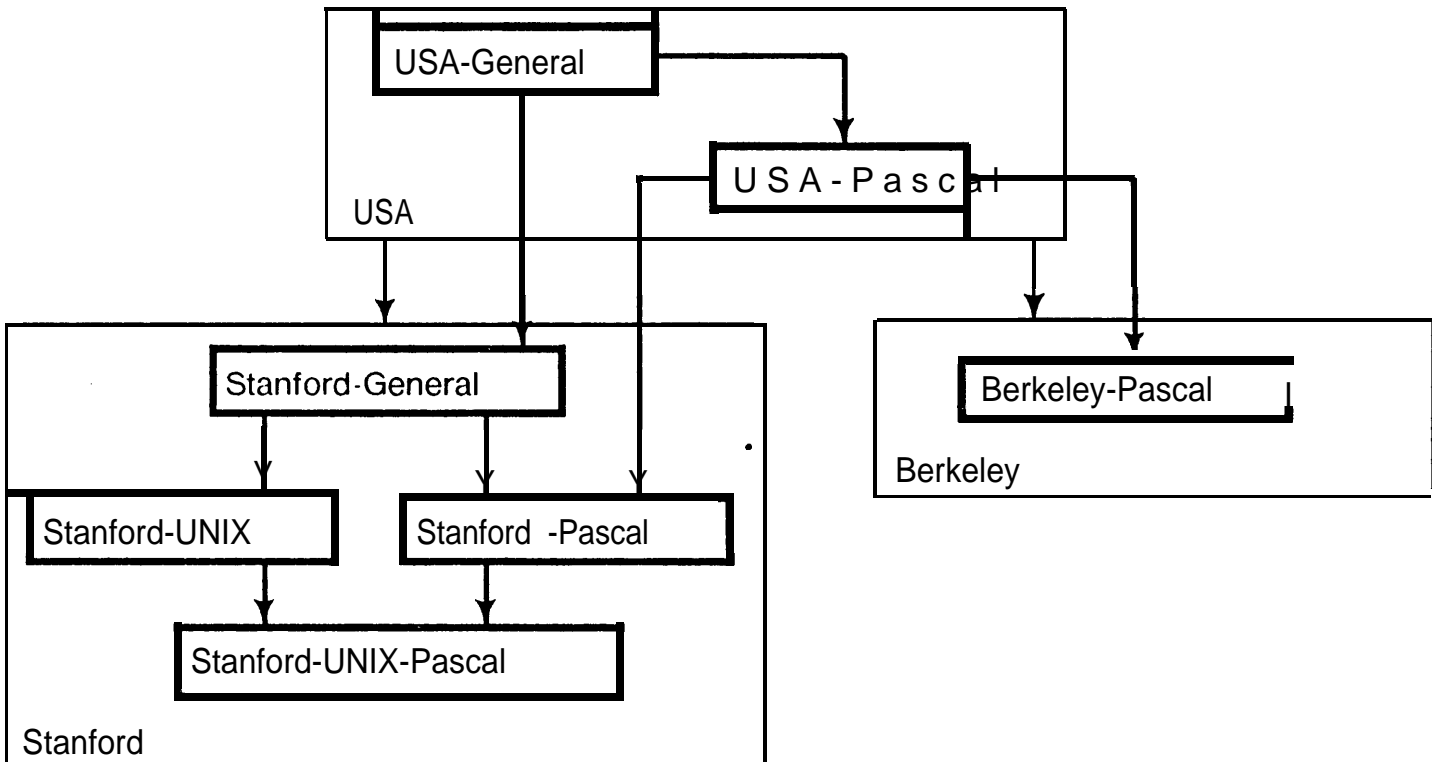 USA-General
USA-Pascal
USA
Stanford-General
Berkeley-Pascal
Berkeley
Stanford-UNIX
Stanford -Pascal
Stanford-UNIX-Pascal
Stanford